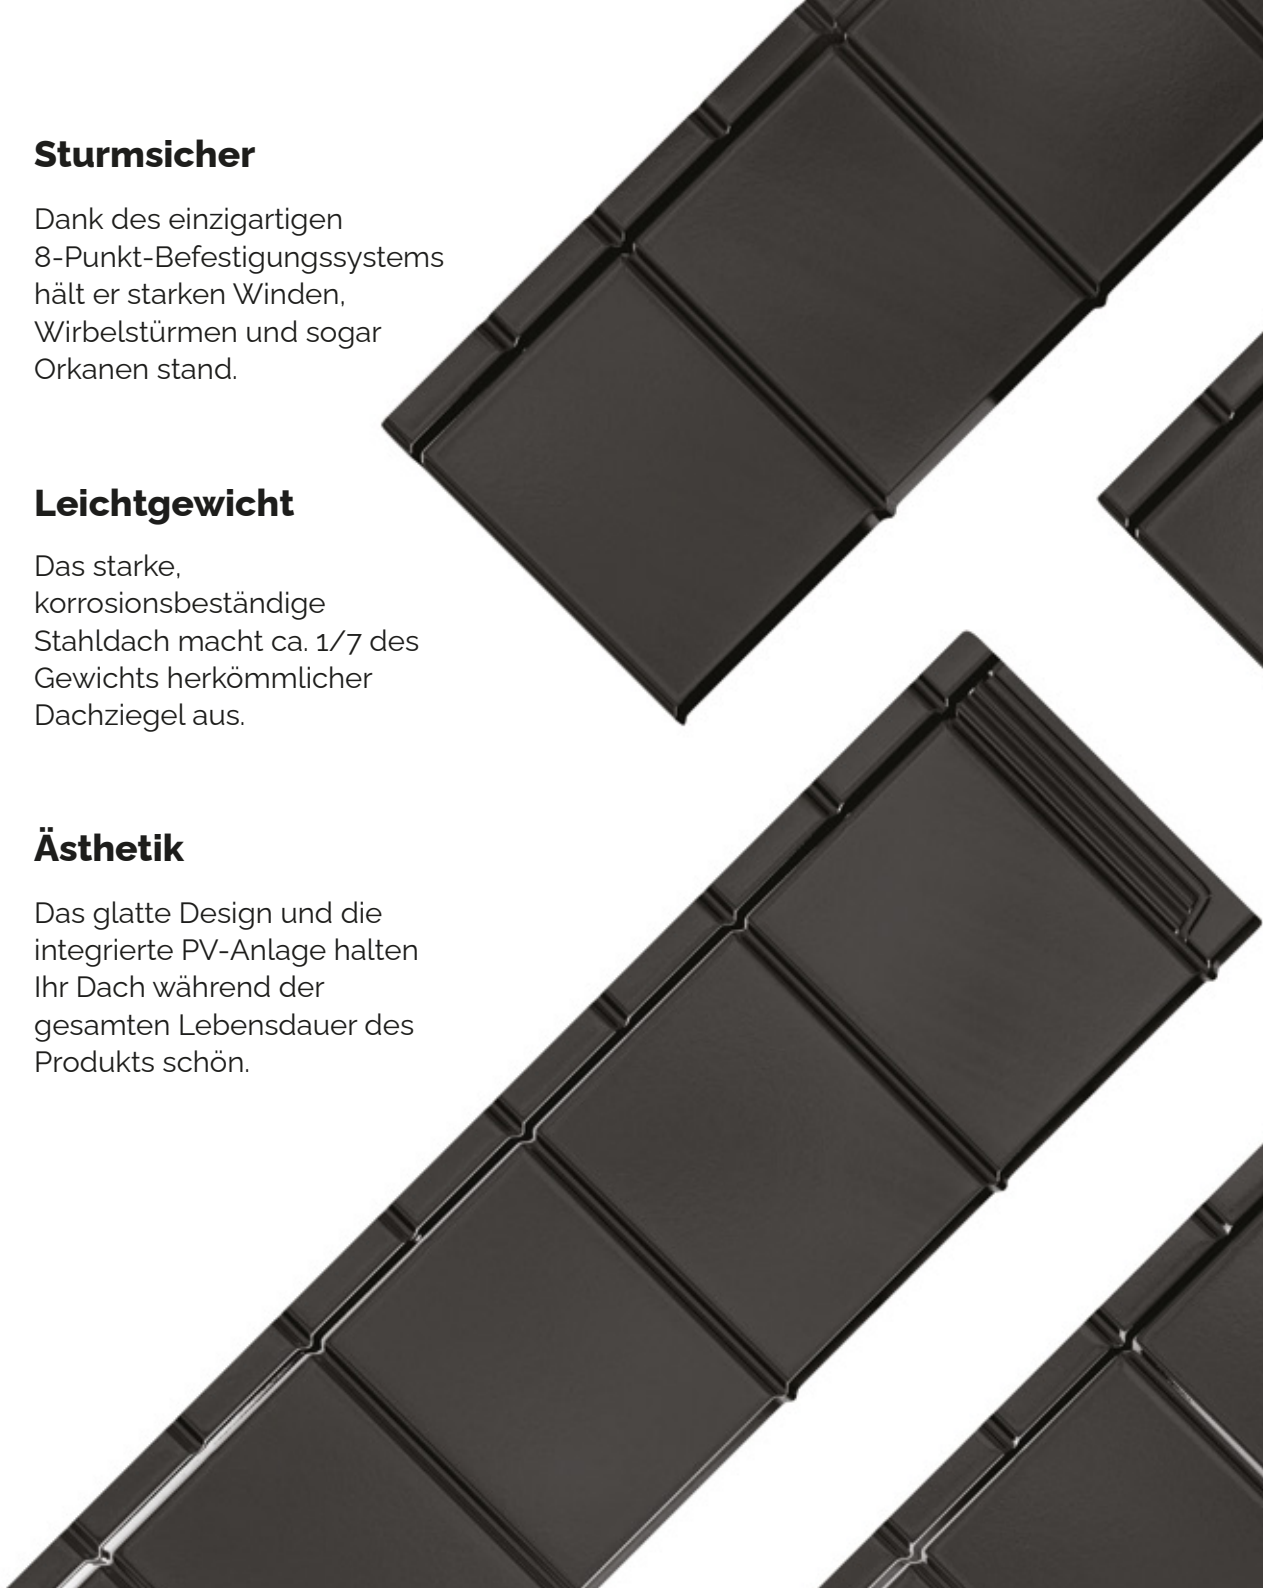 Sturmsicher
Dank des einzigartigen
8-Punkt-Befestigungssystems
hält er starken Winden,
Wirbelstürmen und sogar
Orkanen stand.
Leichtgewicht
Das starke,
korrosionsbeständige
Stahldach macht ca. 1/7 des
Gewichts herkömmlicher
Dachziegel aus.
Ästhetik
Das glatte Design und die
integrierte PV-Anlage halten
Ihr Dach während der
gesamten Lebensdauer des
Produkts schön.